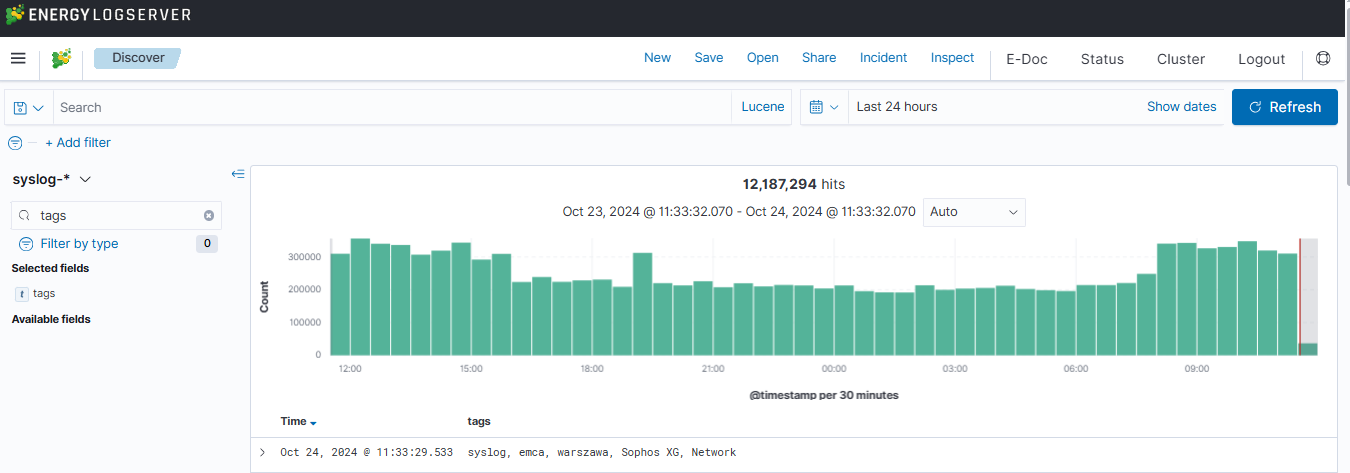 ENERGYLOGSERVER
Discover New Save Open Share Incident Inspect E-Doc Status Cluster Logout
Search Lucene Last 24 hours Show dates Refresh
+ Add filter
syslog-*
tags
Filter by type 0
Selected fields
t tags
Available fields
12,187,294 hits
Oct 23, 2024 @ 11:33:32.070 - Oct 24, 2024 @ 11:33:32.070 Auto
Count
300000
200000
100000
0
12:00 15:00 18:00 21:00 00:00 03:00 06:00 09:00
@timestamp per 30 minutes
Time tags
Oct 24, 2024 @ 11:33:29.533 syslog, emca, warszawa, Sophos XG, Network